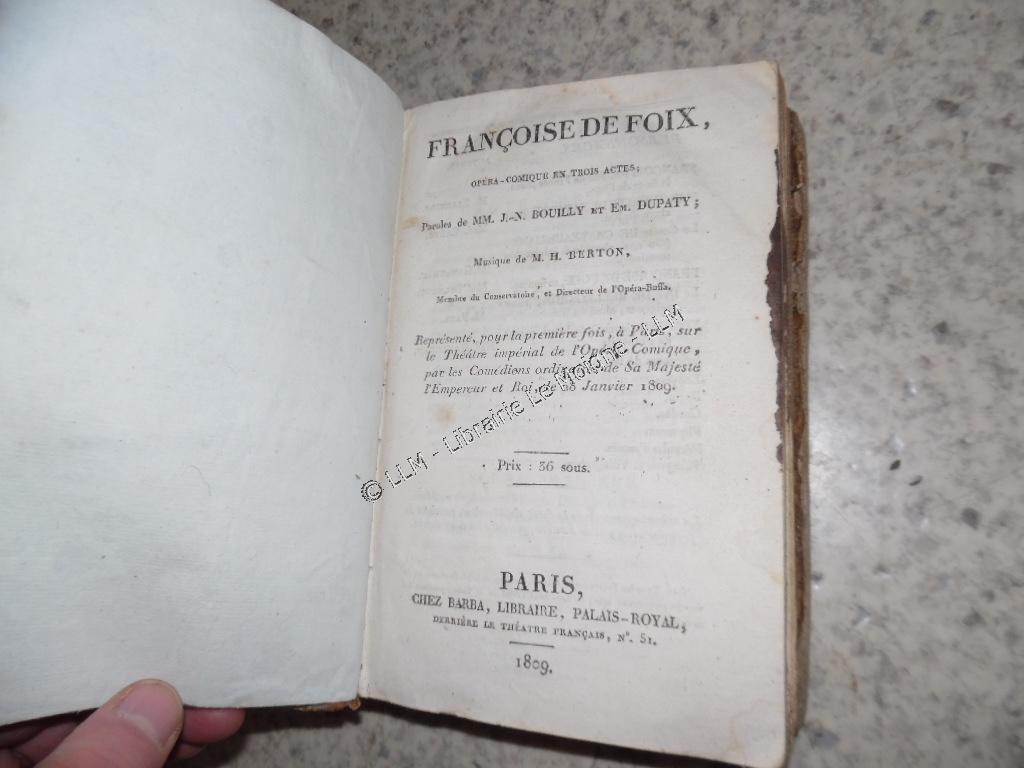 FRANÇOISE DE FOIX,
OPÉRA-COMIQUE EN TROIS ACTES;
Paroles de MM. J.-N. BOUILLY ET EM. DUPATY;
Musique de M. H. BERTON,
Membre du Conservatoire, et Directeur de l'Opéra-Buffa.
Représenté, pour la première fois, à Paris, sur
le Théâtre impérial de l'Opéra-Comique,
par les Comédiens ordinaires de Sa Majesté
l'Empereur et Roi, le 28 Janvier 1809.
Prix : 36 sous.
PARIS,
CHEZ BARBA, LIBRAIRE, PALAIS-ROYAL,
DERRIÈRE LE THÉATRE FRANÇAIS, N°. 51.
1809.
© LLM - Librairie Le Moigne - LLM